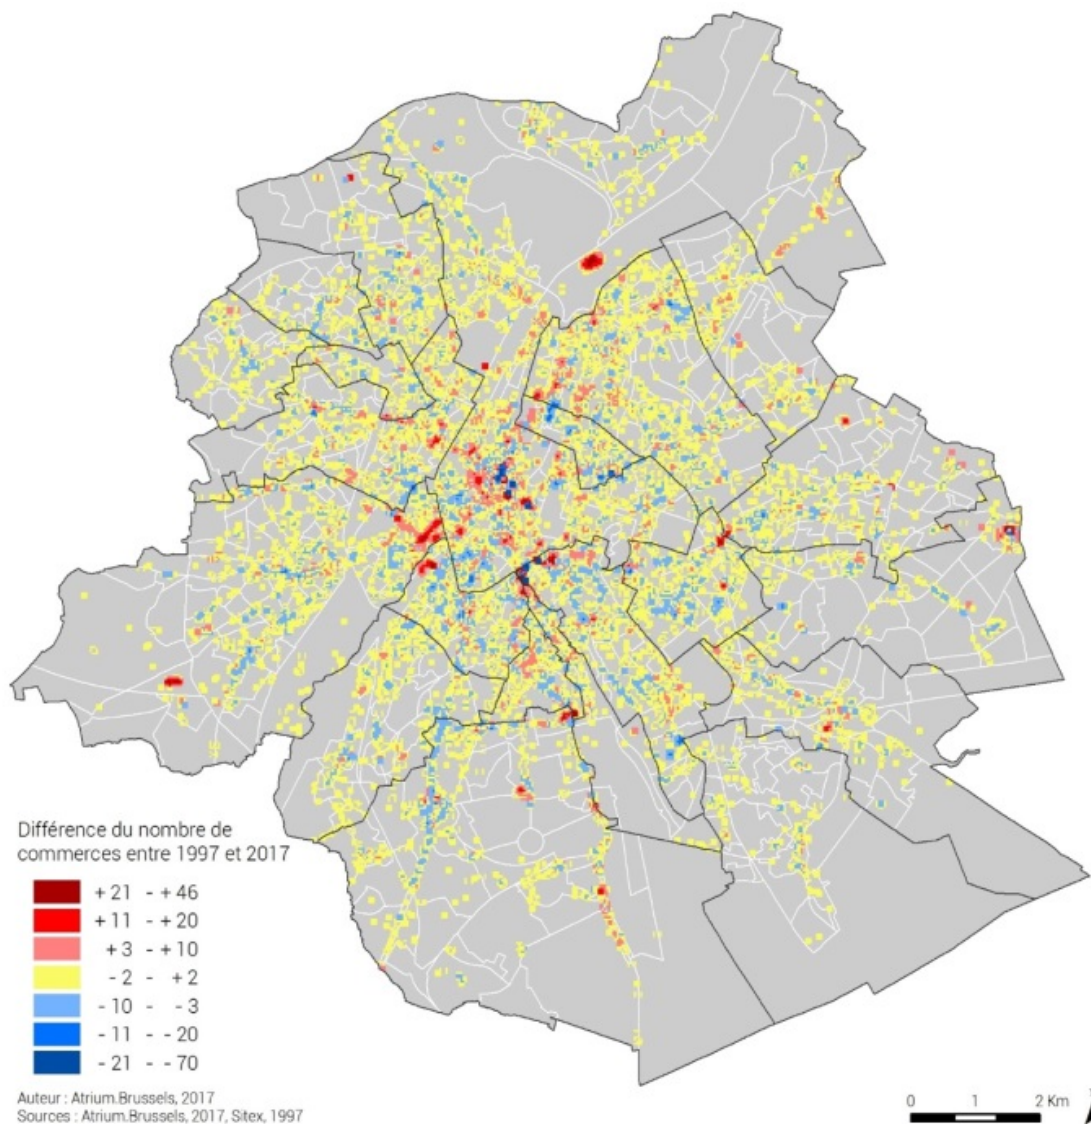 Différence du nombre de
commerces entre 1997 et 2017
+ 21 - + 46
+ 11 - + 20
+ 3 - + 10
- 2 - + 2
- 10 - - 3
- 11 - - 20
- 21 - - 70
Auteur : Atrium.Brussels, 2017
Sources : Atrium.Brussels, 2017, Sitex, 1997
0 1 2 Km